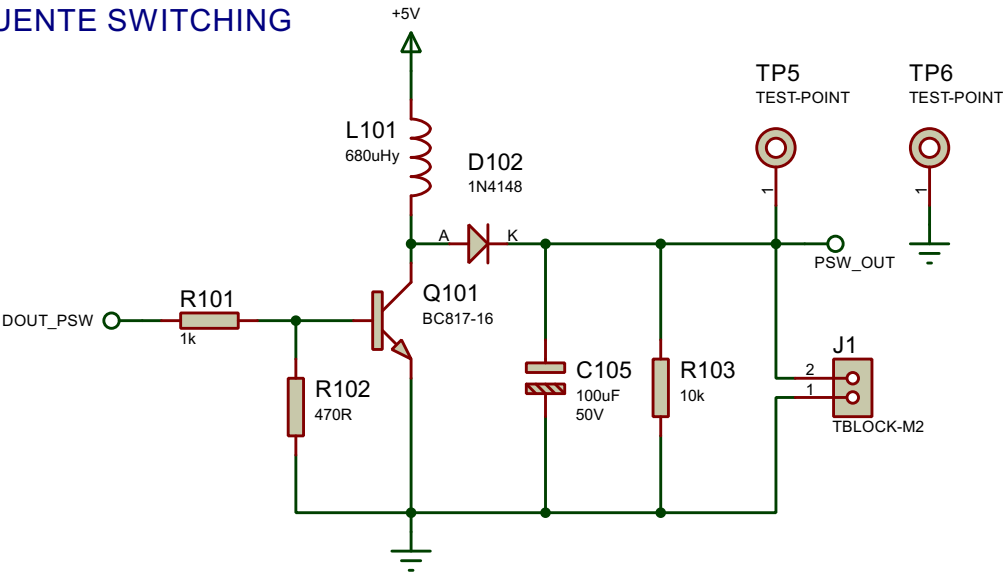 UENTE SWITCHING
+5V
TP5
TEST-POINT
1
TP6
TEST-POINT
1
L101
680uHy
D102
1N4148
A
K
PSW_OUT
DOUT_PSW
R101
1k
Q101
BC817-16
R102
470R
C105
100uF
50V
R103
10k
J1
2
1
TBLOCK-M2